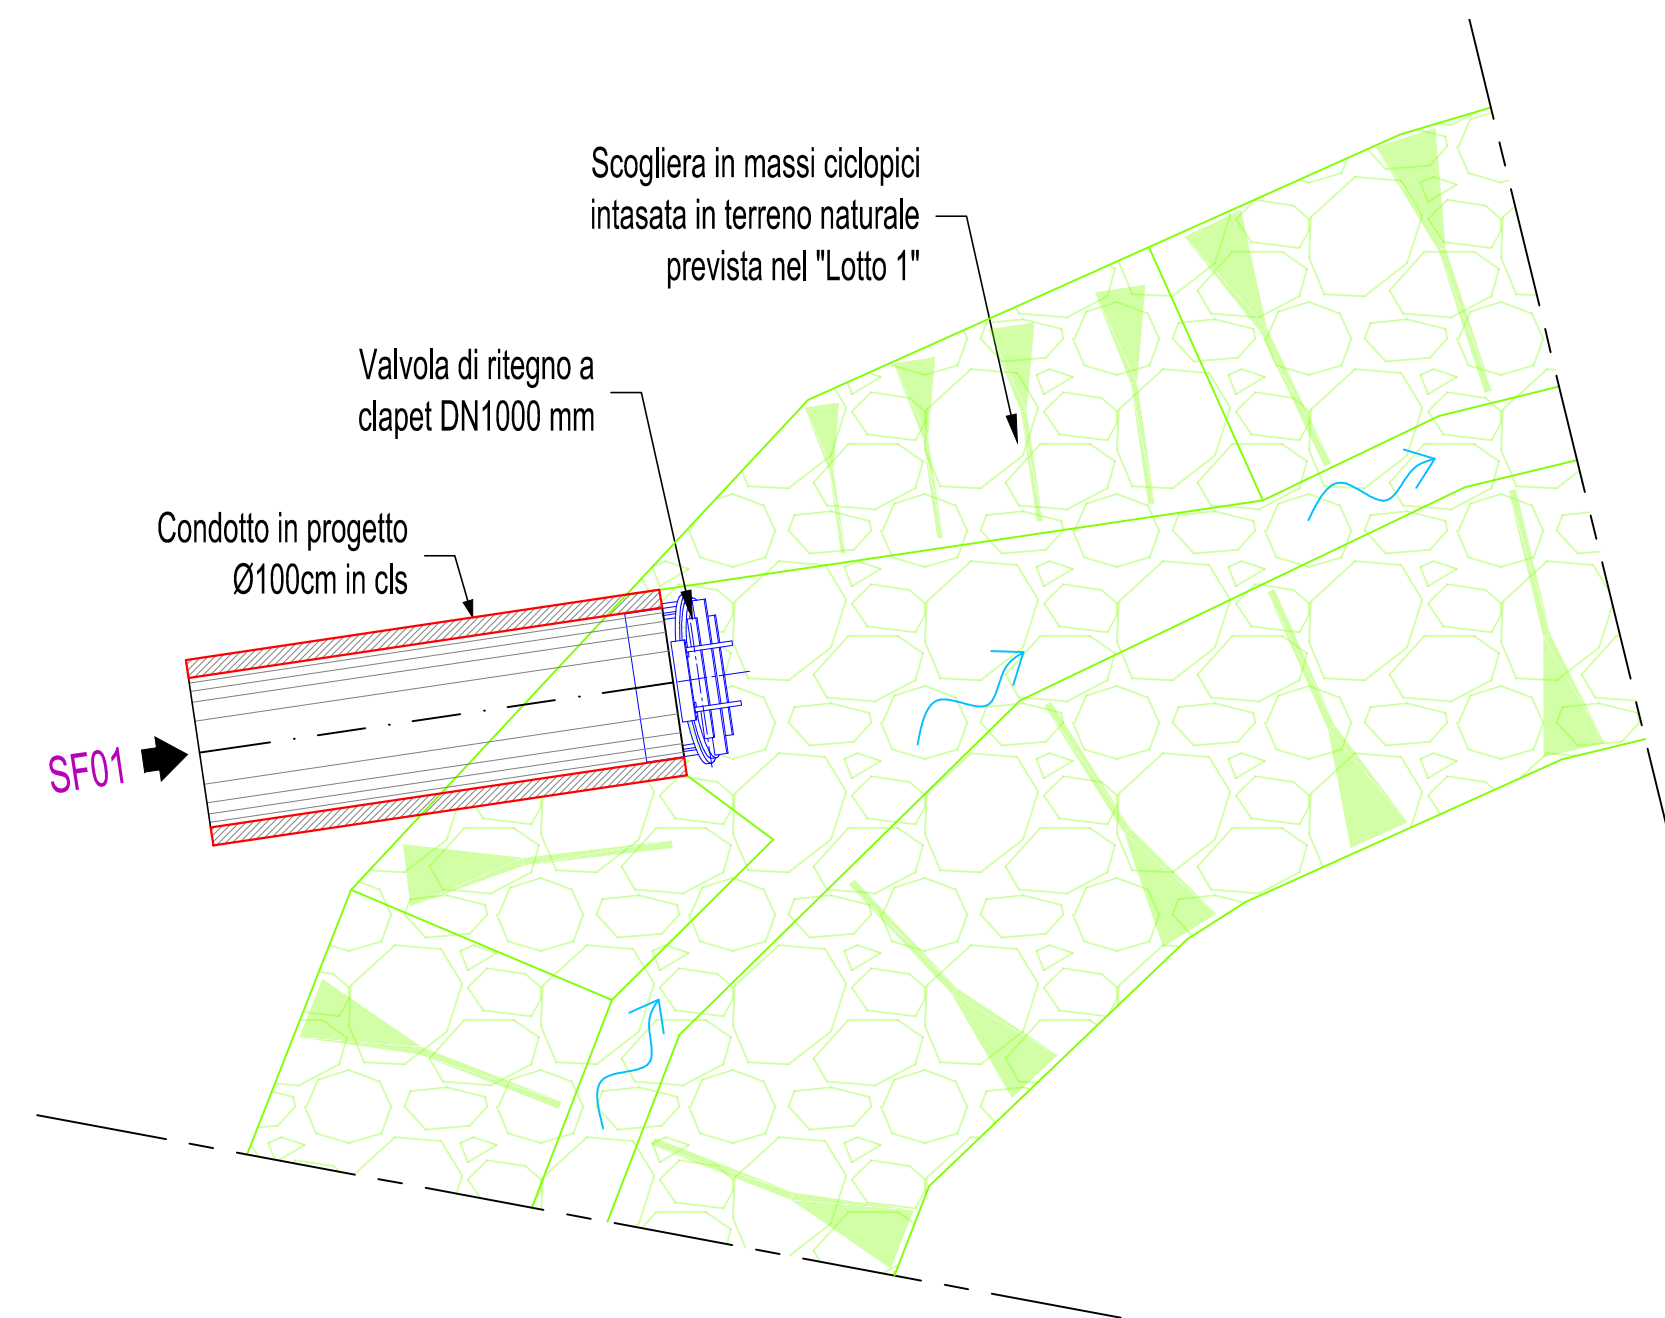 Scogliera in massi ciclopici
intasata in terreno naturale
prevista nel "Lotto 1"
Valvola di ritegno a
clapet DN1000 mm
Condotto in progetto
Ø100cm in cls
SF01